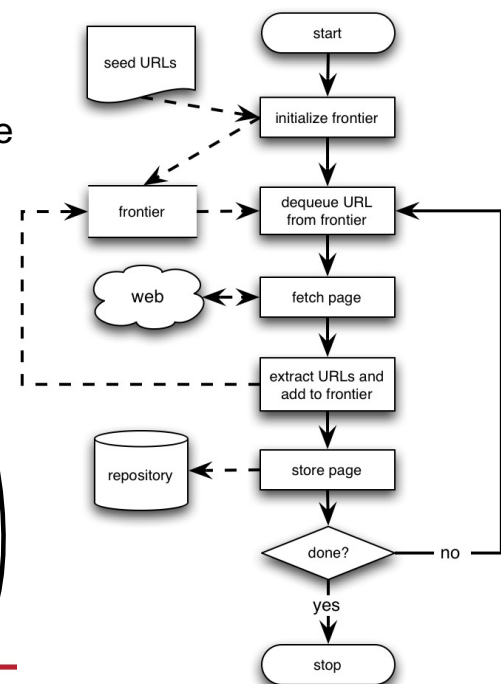 start
seed URLs
initialize frontier
e
frontier
dequeue URL
from frontier
web
fetch page
extract URLs and
add to frontier
repository
store page
done?
no
yes
stop